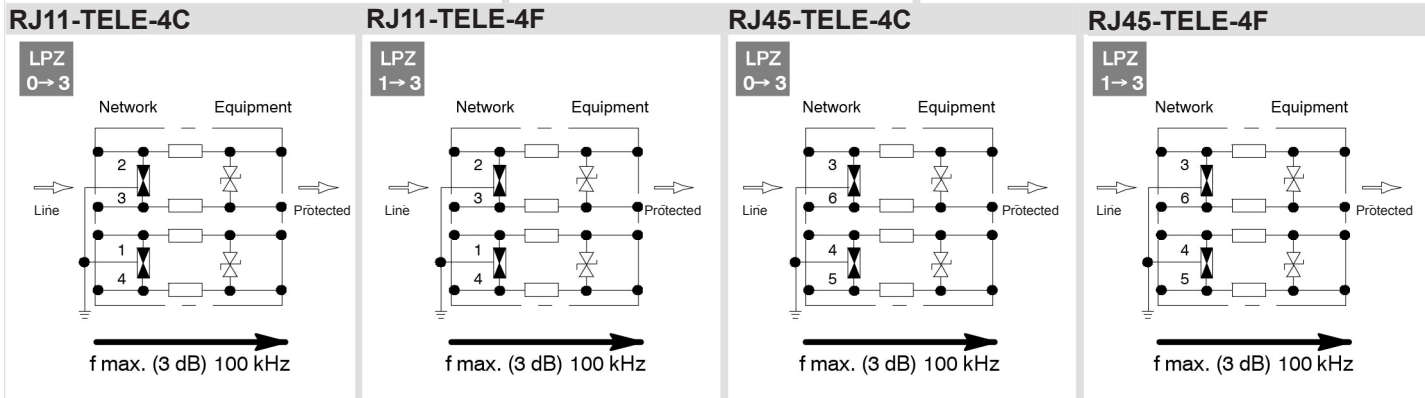 RJ11-TELE-4C
LPZ
0→ 3
Network Equipment
2
3
1
4
Line
Protected
f max. (3 dB) 100 kHz
RJ11-TELE-4F
LPZ
1→ 3
Network Equipment
2
3
1
4
Line
Protected
f max. (3 dB) 100 kHz
RJ45-TELE-4C
LPZ
0→ 3
Network Equipment
3
6
4
5
Line
Protected
f max. (3 dB) 100 kHz
RJ45-TELE-4F
LPZ
1→ 3
Network Equipment
3
6
4
5
Line
Protected
f max. (3 dB) 100 kHz